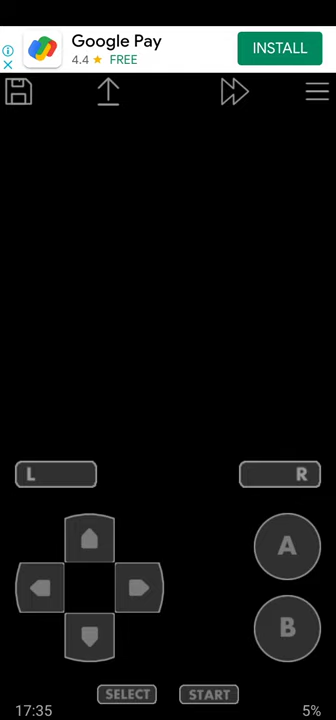 Google Pay
4.4 ★ FREE
INSTALL
L
R
A
B
SELECT
START
17:35
5%